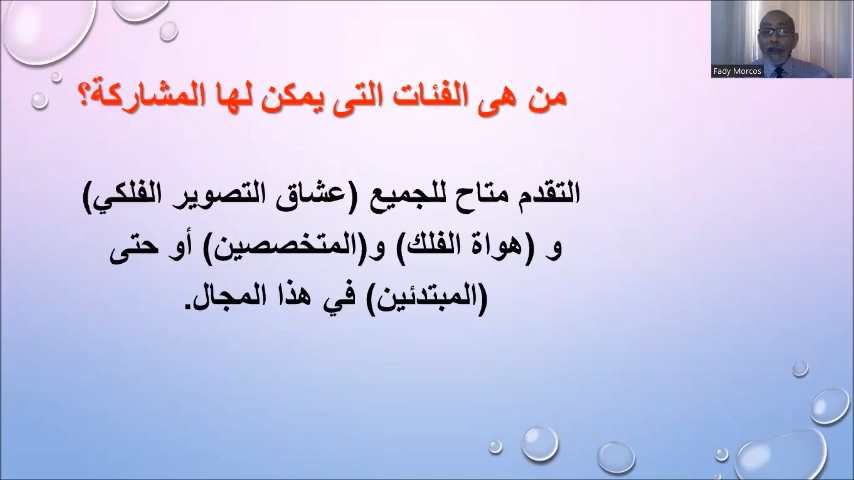 Fady Morcos
من هى الفئات التى يمكن لها المشاركة؟
التقدم متاح للجميع (عشاق التصوير الفلكي)
و (هواة الفلك) و(المتخصصين) أو حتى
(المبتدئين) في هذا المجال.